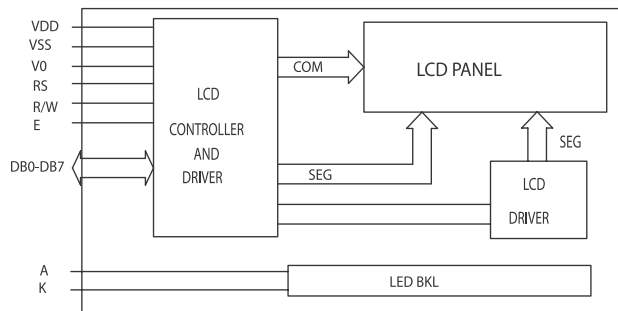 VDD
VSS
V0
RS
R/W
E
DB0-DB7
A
K
LCD
CONTROLLER
AND
DRIVER
COM
SEG
LCD PANEL
SEG
LCD
DRIVER
LED BKL